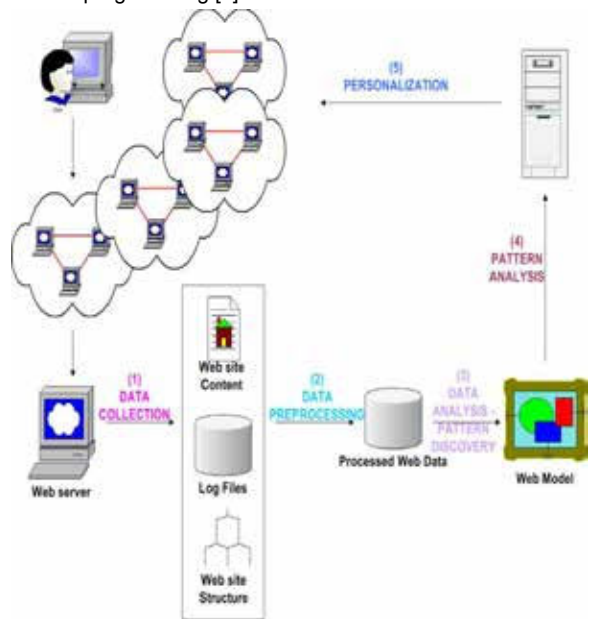 (5)
PERSONALIZATION
(4)
PATTERN
ANALYSIS
Web site
Content
(1)
DATA
COLLECTION
(2)
DATA
PREPROCESSING
(3)
DATA
ANALYSIS -
PATTERN
DISCOVERY
Processed Web Data
Web server
Log Files
Web Model
Web site
Structure